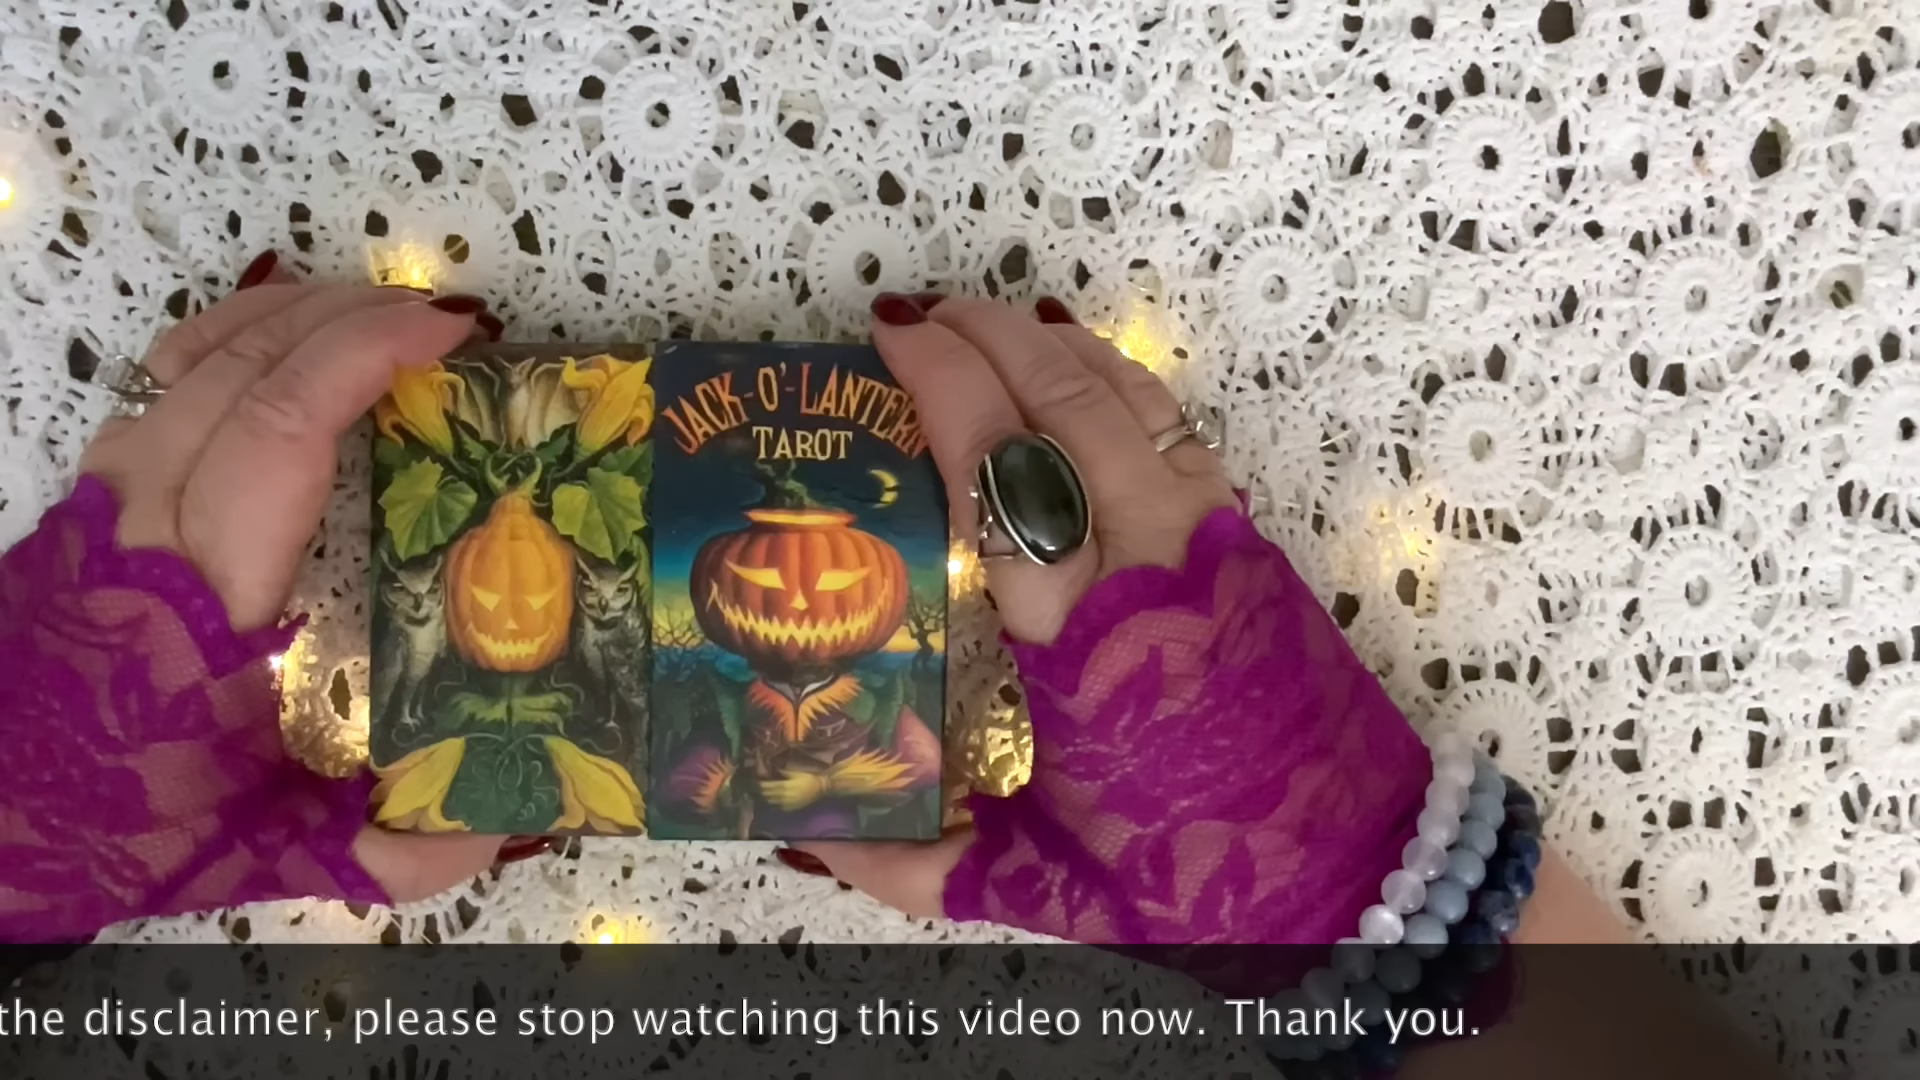 JACK-O'-LANTERN
TAROT
the disclaimer, please stop watching this video now. Thank you.